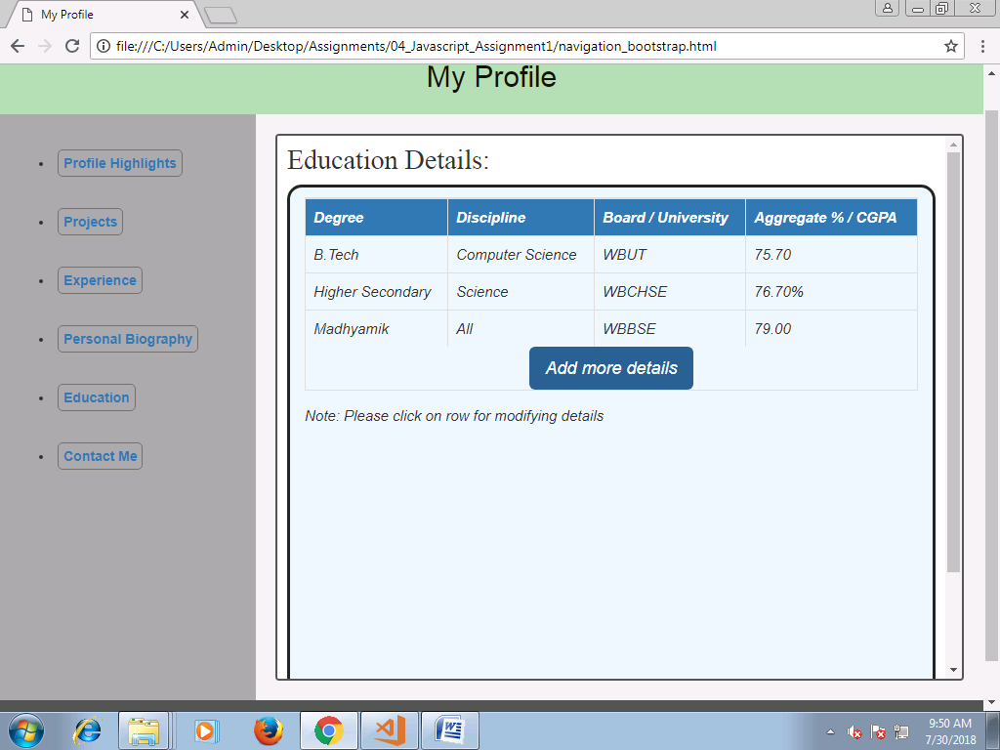 My Profile
file:///C:/Users/Admin/Desktop/Assignments/04_Javascript_Assignment1/navigation_bootstrap.html
My Profile
Profile Highlights
Projects
Experience
Personal Biography
Education
Contact Me
Education Details:
Degree Discipline Board / University Aggregate % / CGPA
B.Tech Computer Science WBUT 75.70
Higher Secondary Science WBCHSE 76.70%
Madhyamik All WBBSE 79.00
Add more details
Note: Please click on row for modifying details
9:50 AM
7/30/2018